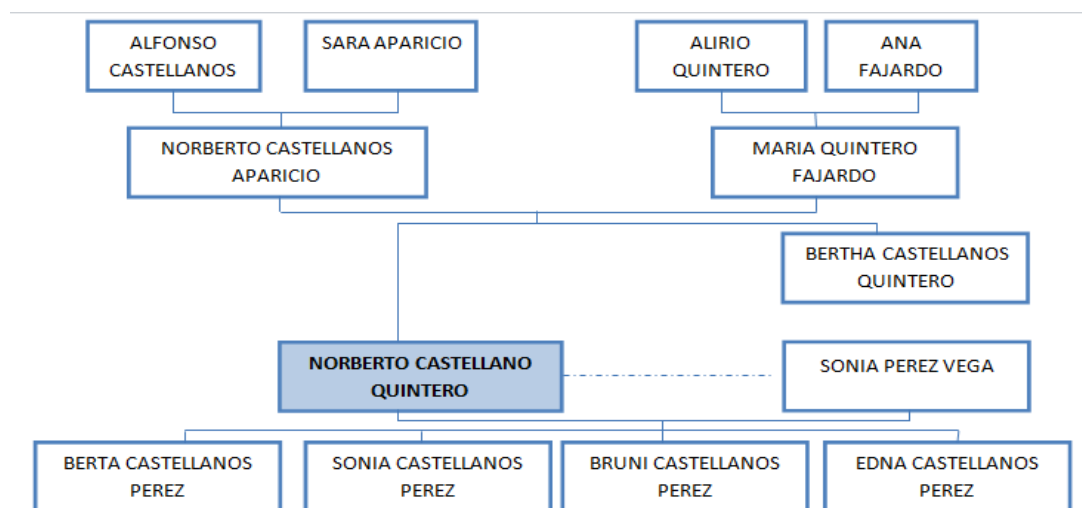 ALFONSO
CASTELLANOS
SARA APARICIO
ALIRIO
QUINTERO
ANA
FAJARDO
NORBERTO CASTELLANOS
APARICIO
MARIA QUINTERO
FAJARDO
BERTHA CASTELLANOS
QUINTERO
NORBERTO CASTELLANO
QUINTERO
SONIA PEREZ VEGA
BERTA CASTELLANOS
PEREZ
SONIA CASTELLANOS
PEREZ
BRUNI CASTELLANOS
PEREZ
EDNA CASTELLANOS
PEREZ